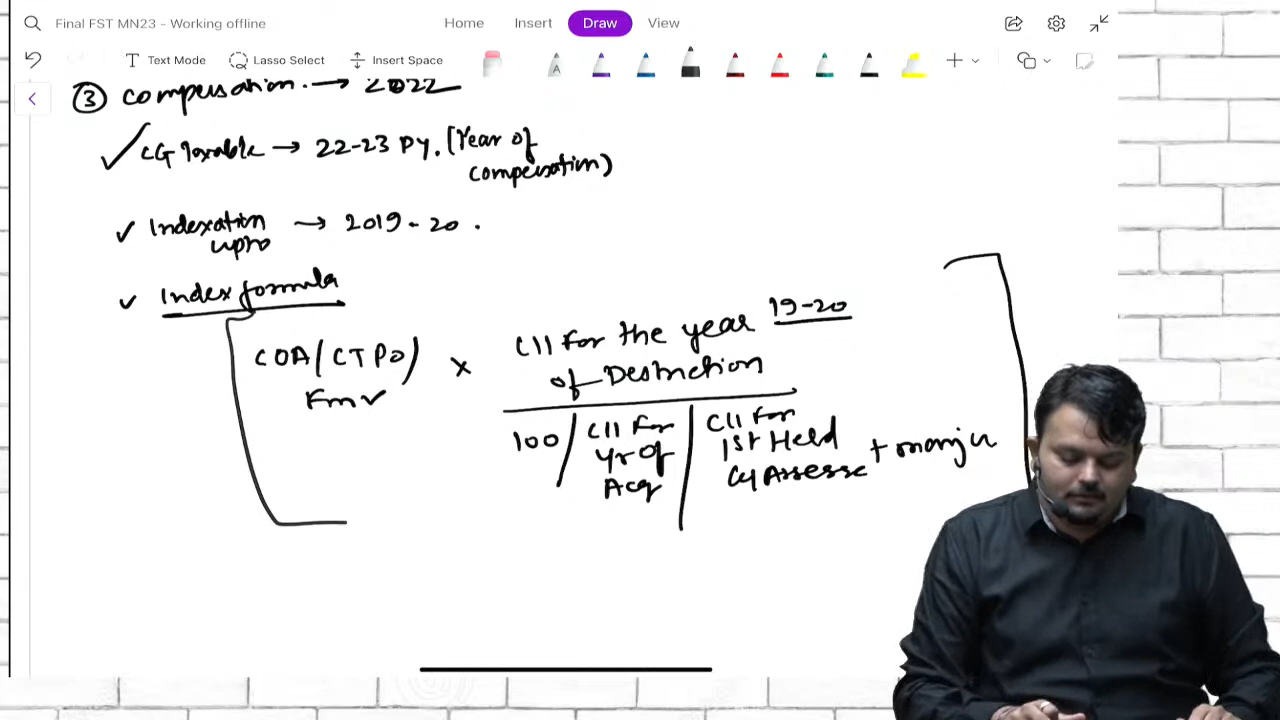 Final FST MN23 - Working offline
Home Insert Draw View
Text Mode Lasso Select Insert Space
③ compensation. → 2022
✓ CG Taxable → 22-23 PY. (Year of
compensation)
✓ Indexation → 2019-20.
upto
✓ Index formula
COA/CTPO/ × CII for the year 19-20
FMV of Destruction
100 / CII for Yr of Acq / CII for 1st Held by Assesse